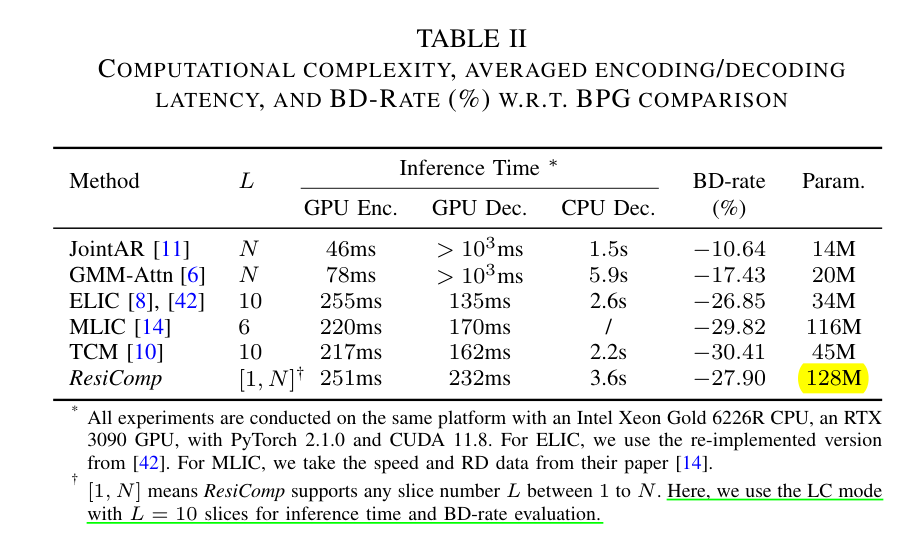 TABLE II
COMPUTATIONAL COMPLEXITY, AVERAGED ENCODING/DECODING
LATENCY, AND BD-RATE (%) W.R.T. BPG COMPARISON
Method L Inference Time * BD-rate Param.
GPU Enc. GPU Dec. CPU Dec. (%)
JointAR [11] N 46ms > 10³ms 1.5s −10.64 14M
GMM-Attn [6] N 78ms > 10³ms 5.9s −17.43 20M
ELIC [8], [42] 10 255ms 135ms 2.6s −26.85 34M
MLIC [14] 6 220ms 170ms / −29.82 116M
TCM [10] 10 217ms 162ms 2.2s −30.41 45M
ResiComp [1, N]† 251ms 232ms 3.6s −27.90 128M
* All experiments are conducted on the same platform with an Intel Xeon Gold 6226R CPU, an RTX
3090 GPU, with PyTorch 2.1.0 and CUDA 11.8. For ELIC, we use the re-implemented version
from [42]. For MLIC, we take the speed and RD data from their paper [14].
† [1, N] means ResiComp supports any slice number L between 1 to N. Here, we use the LC mode
with L = 10 slices for inference time and BD-rate evaluation.